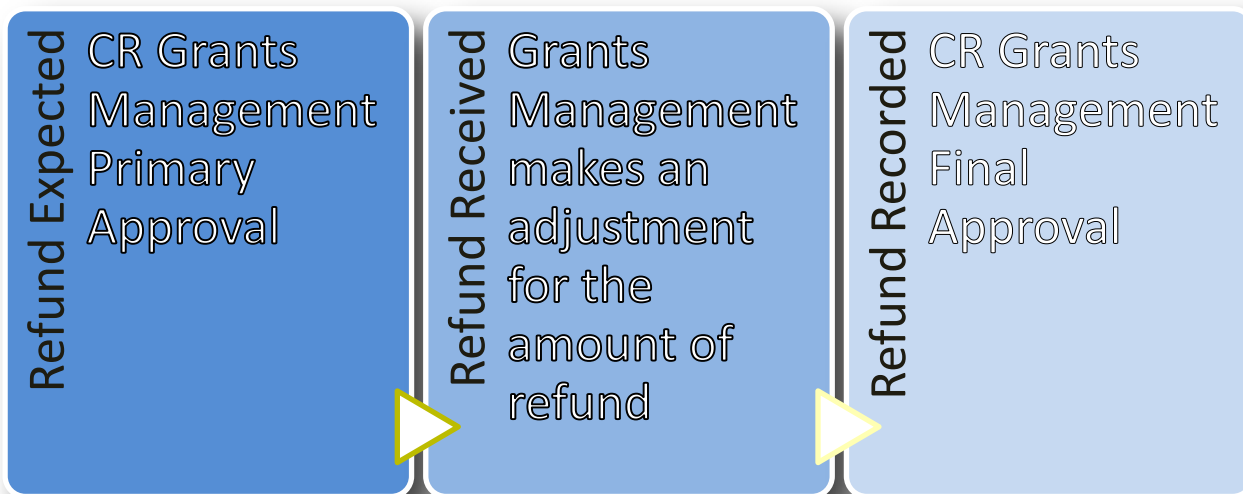 Refund Expected
CR Grants
Management
Primary
Approval
Refund Received
Grants
Management
makes an
adjustment
for the
amount of
refund
Refund Recorded
CR Grants
Management
Final
Approval